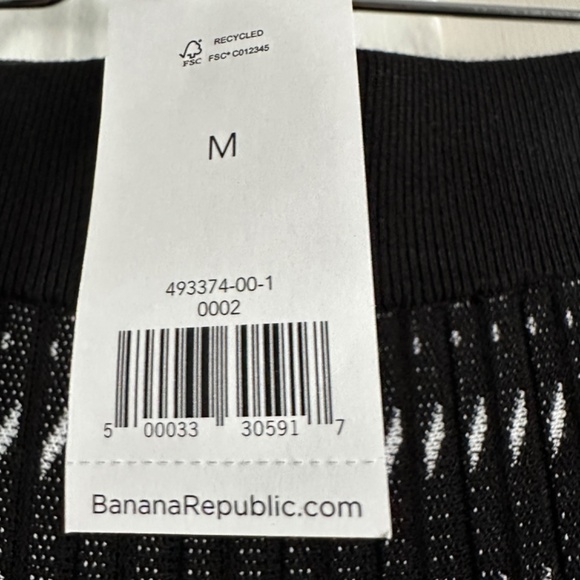 RECYCLED
FSC FSC® C012345
M
493374-00-1
0002
5 00033 30591 7
BananaRepublic.com